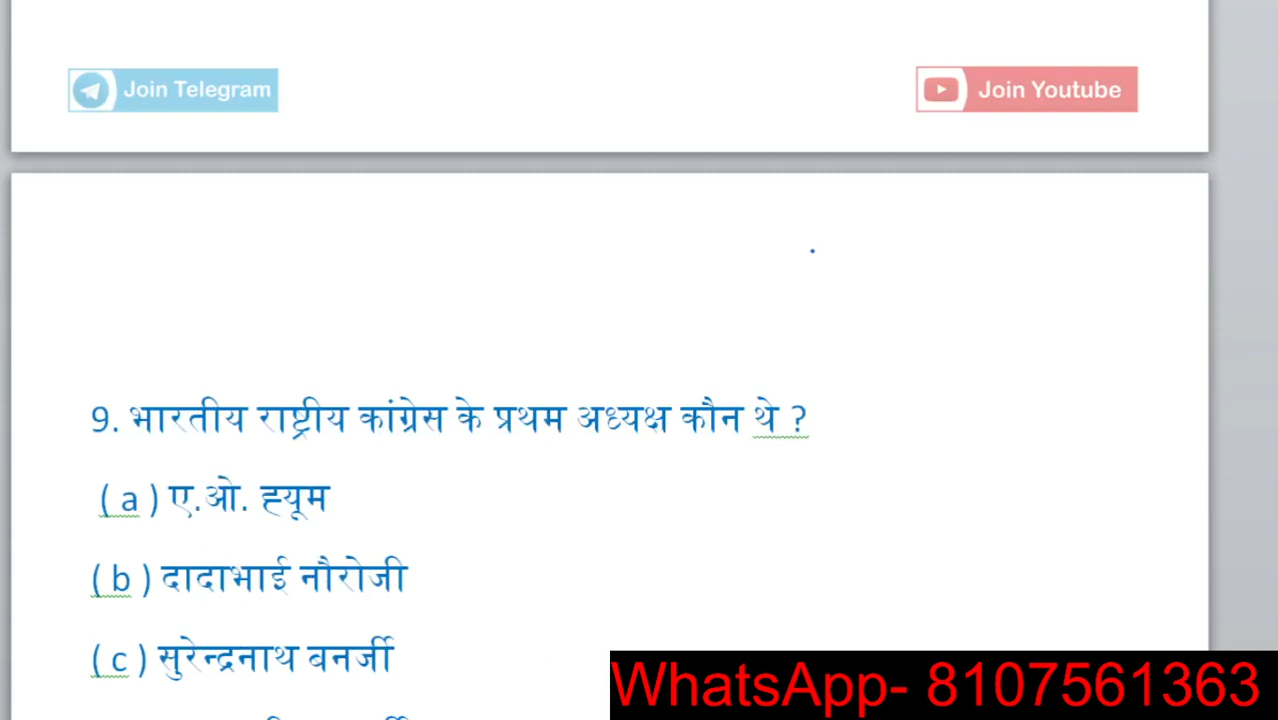 Join Telegram
Join Youtube
9. भारतीय राष्ट्रीय कांग्रेस के प्रथम अध्यक्ष कौन थे ?
( a ) ए.ओ. ह्यूम
( b ) दादाभाई नौरोजी
( c ) सुरेन्द्रनाथ बनर्जी
WhatsApp- 8107561363